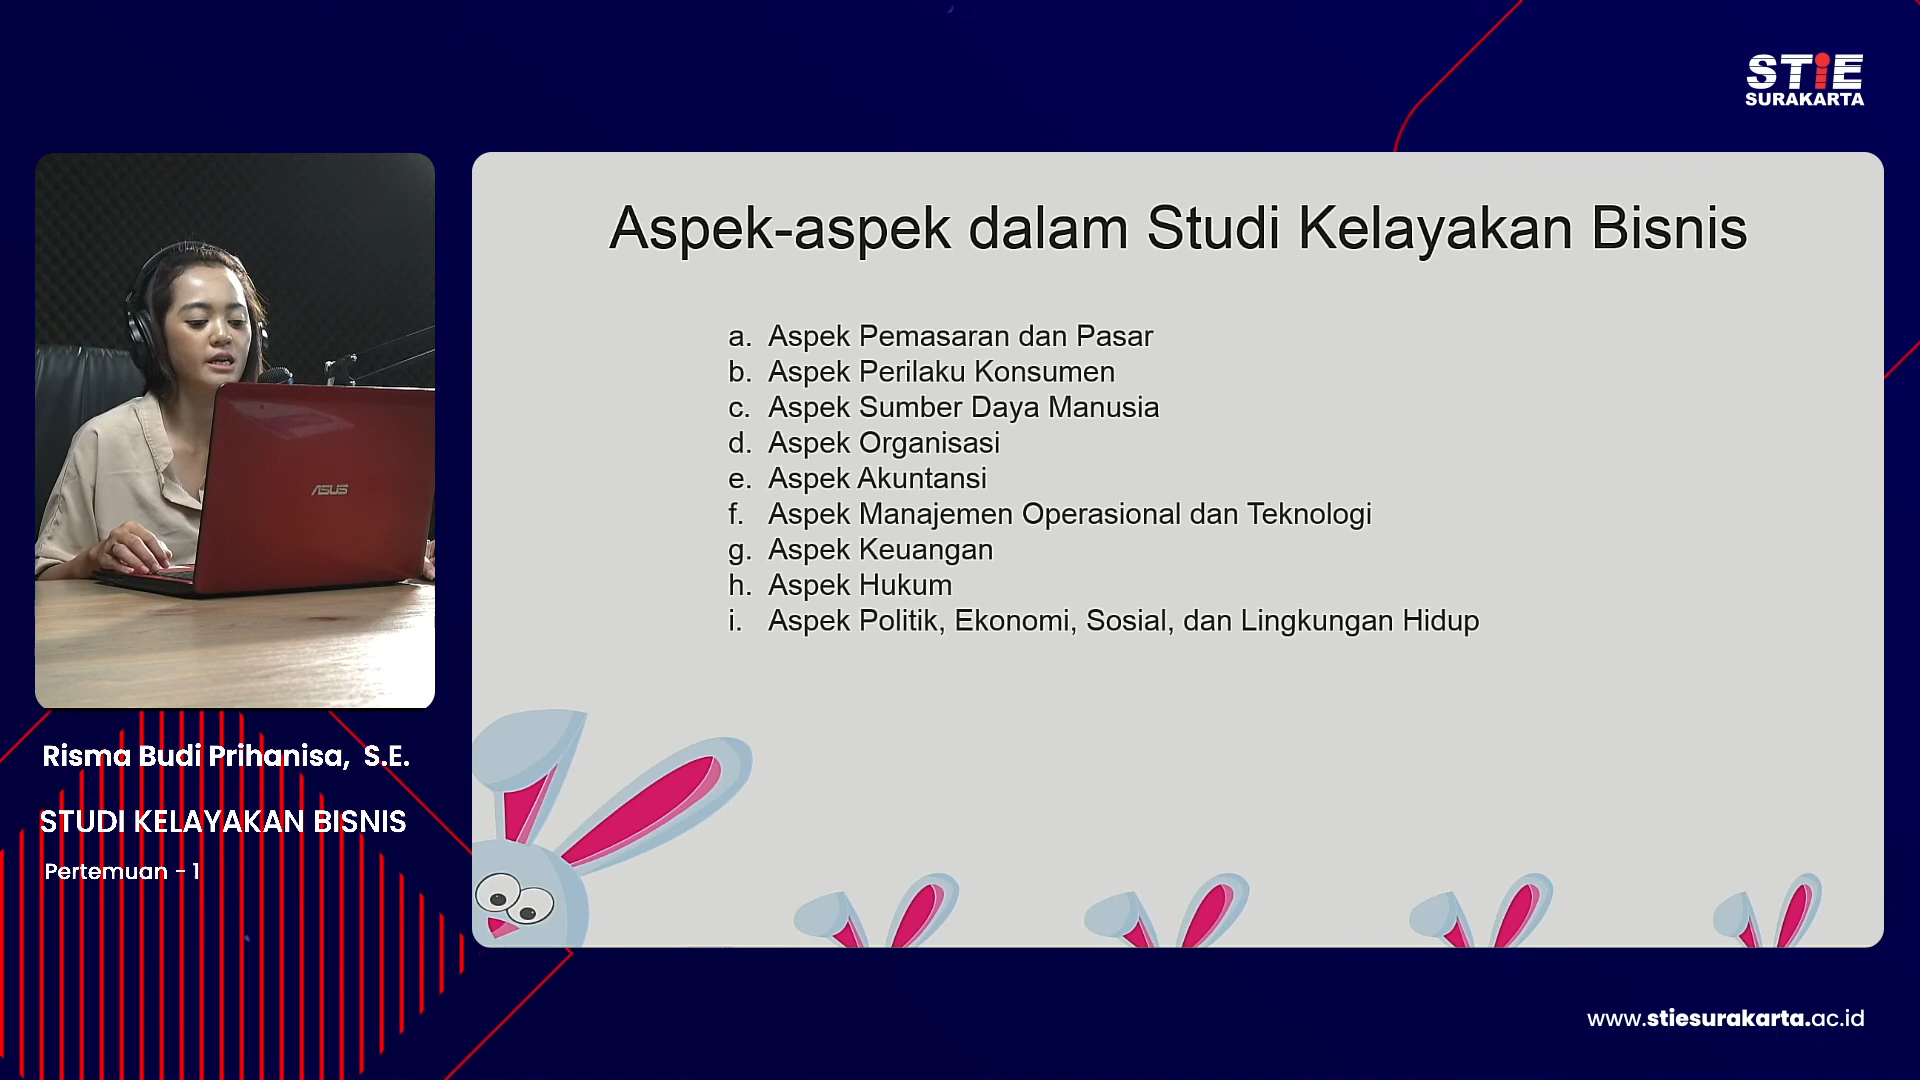 STiE
SURAKARTA
Aspek-aspek dalam Studi Kelayakan Bisnis
a. Aspek Pemasaran dan Pasar
b. Aspek Perilaku Konsumen
c. Aspek Sumber Daya Manusia
d. Aspek Organisasi
e. Aspek Akuntansi
f. Aspek Manajemen Operasional dan Teknologi
g. Aspek Keuangan
h. Aspek Hukum
i. Aspek Politik, Ekonomi, Sosial, dan Lingkungan Hidup
ASUS
Risma Budi Prihanisa, S.E.
STUDI KELAYAKAN BISNIS
Pertemuan - 1
www.stiesurakarta.ac.id